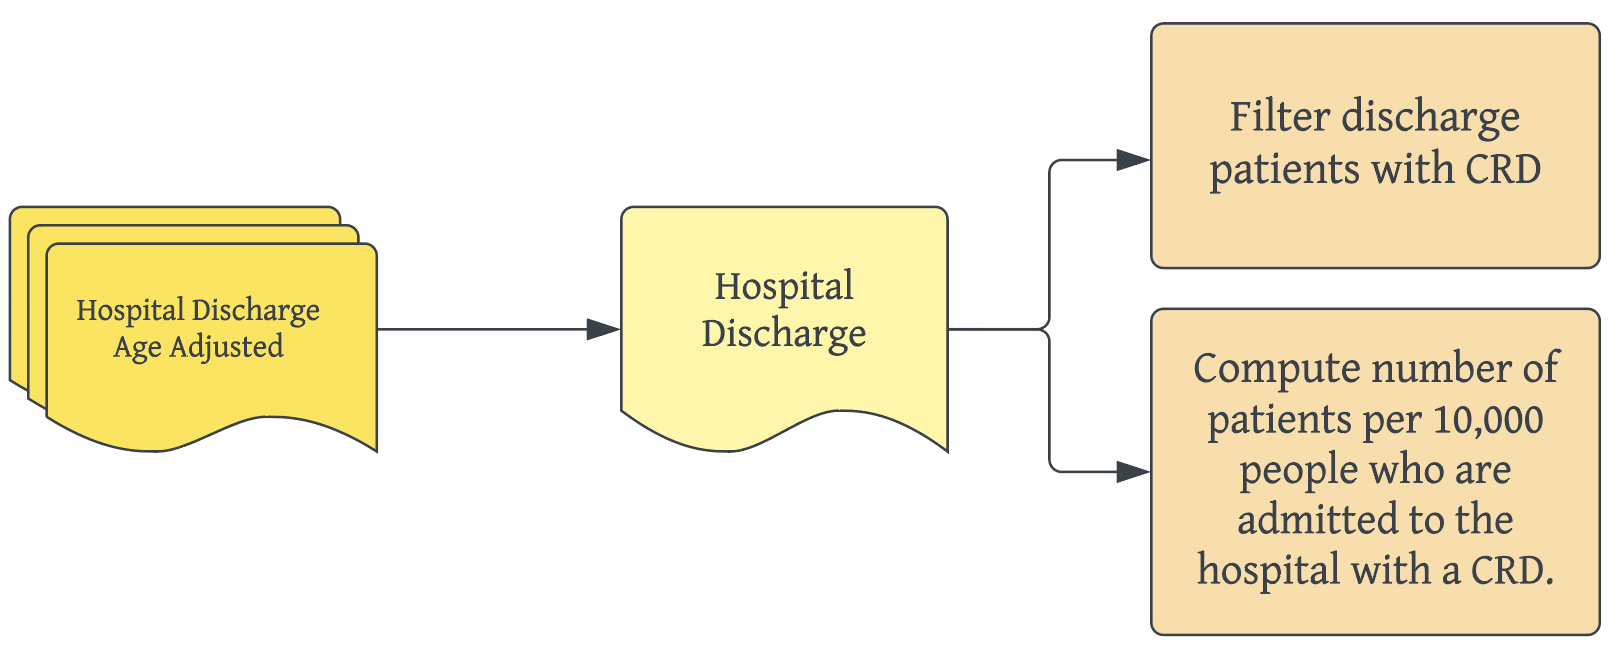 Hospital Discharge
Age Adjusted
Hospital
Discharge
Filter discharge
patients with CRD
Compute number of
patients per 10,000
people who are
admitted to the
hospital with a CRD.